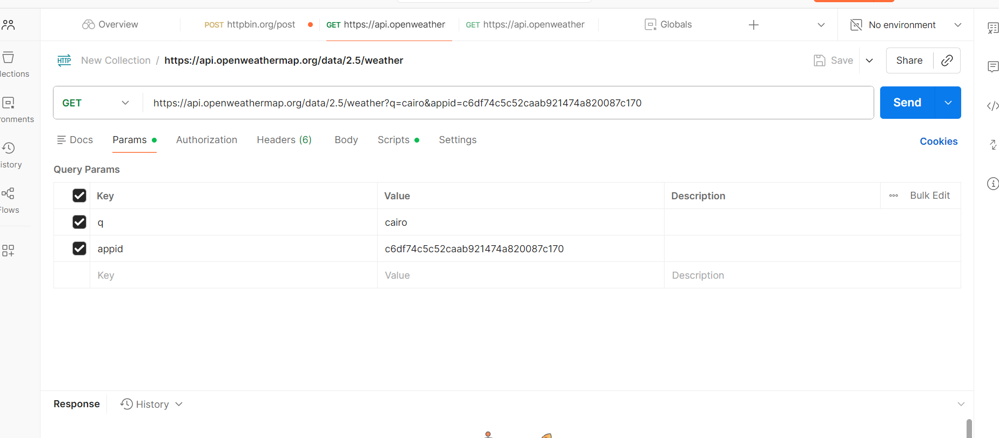 Overview
POST httpbin.org/post
GET https://api.openweather
GET https://api.openweather
Globals
No environment
HTTP New Collection / https://api.openweathermap.org/data/2.5/weather
Save
Share
GET
https://api.openweathermap.org/data/2.5/weather?q=cairo&appid=c6df74c5c52caab921474a820087c170
Send
Docs Params Authorization Headers (6) Body Scripts Settings
Cookies
Query Params
Key Value Description Bulk Edit
q cairo
appid c6df74c5c52caab921474a820087c170
Key Value Description
Response
History
lections
ronments
istory
Flows